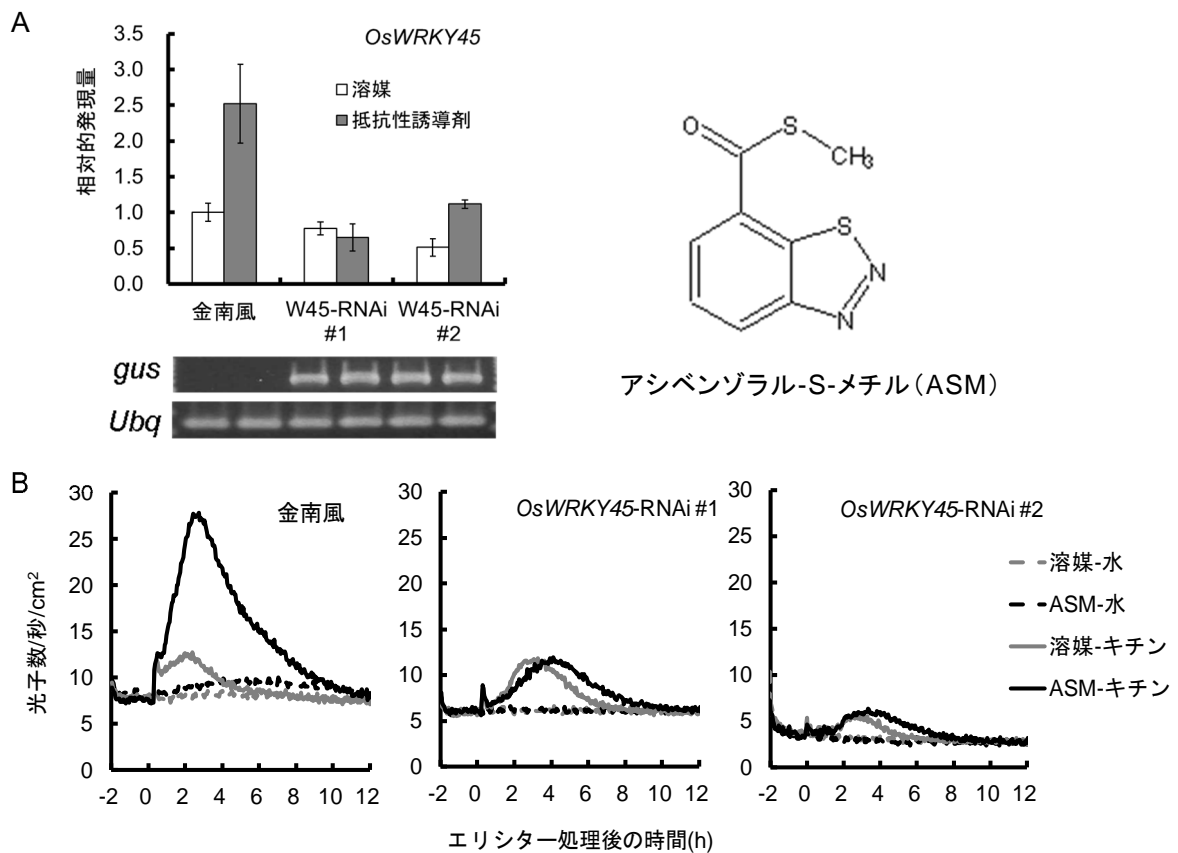 A
3.5
3.0
2.5
2.0
1.5
1.0
0.5
0.0
相対的発現量
OsWRKY45
溶媒
抵抗性誘導剤
金南風
W45-RNAi
#1
W45-RNAi
#2
gus
Ubq
O
S
CH3
S
N
N
アシベンゾラル-S-メチル（ASM）
B
光子数/秒/cm2
30
25
20
15
10
5
0
-2 0 2 4 6 8 10 12
金南風
30
25
20
15
10
5
0
-2 0 2 4 6 8 10 12
OsWRKY45-RNAi #1
30
25
20
15
10
5
0
-2 0 2 4 6 8 10 12
OsWRKY45-RNAi #2
溶媒-水
ASM-水
溶媒-キチン
ASM-キチン
エリシター処理後の時間(h)